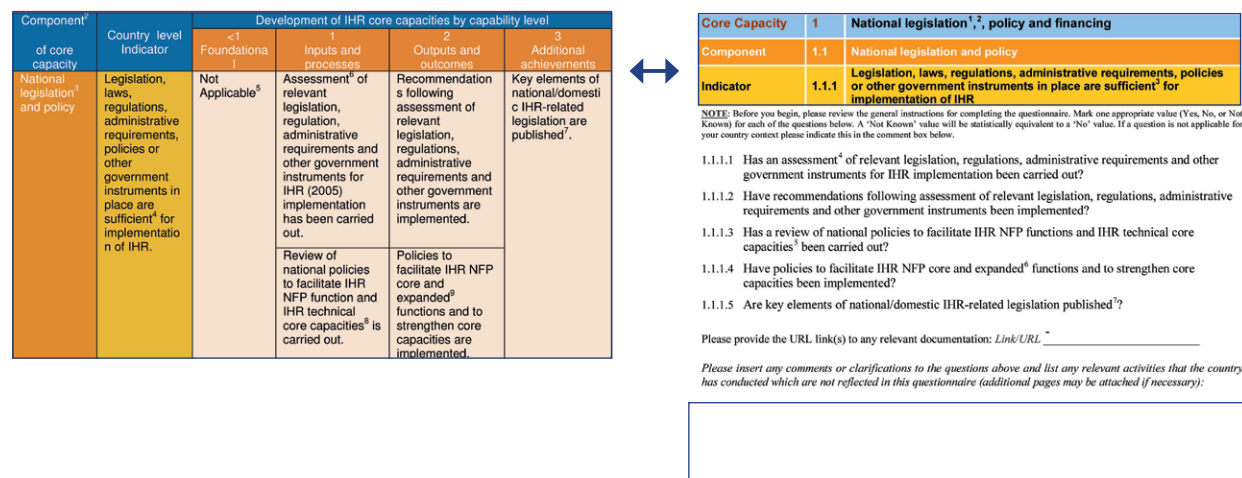 Component2
of core
capacity
Country level
Indicator
Development of IHR core capacities by capability level
<1
Foundationa
l
1
Inputs and
processes
2
Outputs and
outcomes
3
Additional
achievements
National
legislation3
and policy
Legislation,
laws,
regulations,
administrative
requirements,
policies or
other
government
instruments in
place are
sufficient4 for
implementatio
n of IHR.
Not
Applicable5
Assessment6 of
relevant
legislation,
regulation,
administrative
requirements and
other government
instruments for
IHR (2005)
implementation
has been carried
out.
Recommendation
s following
assessment of
relevant
legislation,
regulations,
administrative
requirements and
other government
instruments are
implemented.
Key elements of
national/domesti
c IHR-related
legislation are
published7.
Review of
national policies
to facilitate IHR
NFP function and
IHR technical
core capacities8 is
carried out.
Policies to
facilitate IHR NFP
core and
expanded9
functions and to
strengthen core
capacities are
implemented.
Core Capacity 1 National legislation1,2, policy and financing
Component 1.1 National legislation and policy
Indicator 1.1.1 Legislation, laws, regulations, administrative requirements, policies
or other government instruments in place are sufficient3 for
implementation of IHR
NOTE: Before you begin, please review the general instructions for completing the questionnaire. Mark one appropriate value (Yes, No, or Not
Known) for each of the questions below. A 'Not Known' value will be statistically equivalent to a 'No' value. If a question is not applicable for
your country context please indicate this in the comment box below.
1.1.1.1 Has an assessment4 of relevant legislation, regulations, administrative requirements and other
government instruments for IHR implementation been carried out?
1.1.1.2 Have recommendations following assessment of relevant legislation, regulations, administrative
requirements and other government instruments been implemented?
1.1.1.3 Has a review of national policies to facilitate IHR NFP functions and IHR technical core
capacities5 been carried out?
1.1.1.4 Have policies to facilitate IHR NFP core and expanded6 functions and to strengthen core
capacities been implemented?
1.1.1.5 Are key elements of national/domestic IHR-related legislation published7?
Please provide the URL link(s) to any relevant documentation: Link/URL
Please insert any comments or clarifications to the questions above and list any relevant activities that the country
has conducted which are not reflected in this questionnaire (additional pages may be attached if necessary):